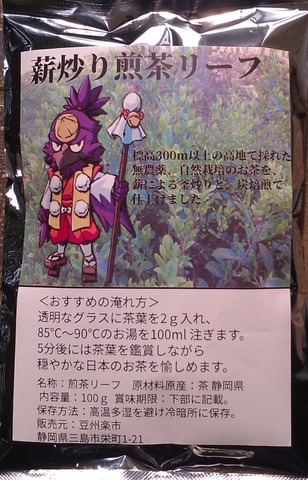 薪炒り煎茶リーフ
標高300m以上の高地で採れた
無農薬、自然栽培のお茶を、
薪による釜炒りと、炭焙煎で
仕上げました
＜おすすめの淹れ方＞
透明なグラスに茶葉を2ｇ入れ、
85℃～90℃のお湯を100ml 注ぎます。
5分後には茶葉を鑑賞しながら
穏やかな日本のお茶を愉しめます。
名称：煎茶リーフ　原材料原産：茶 静岡県
内容量：100ｇ 賞味期限：下部に記載。
保存方法：高温多湿を避け冷暗所に保存。
販売元：豆州楽市
静岡県三島市栄町1-21